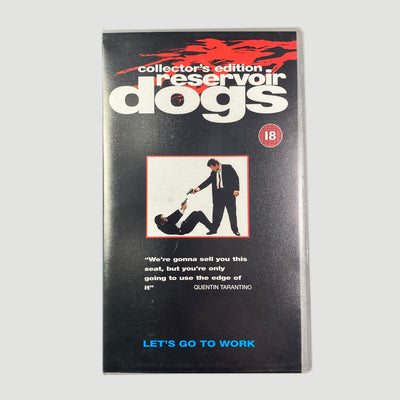 collector's edition
reservoir
dogs
18
"We're gonna sell you this
seat, but you're only
going to use the edge of
it"
QUENTIN TARANTINO
LET'S GO TO WORK